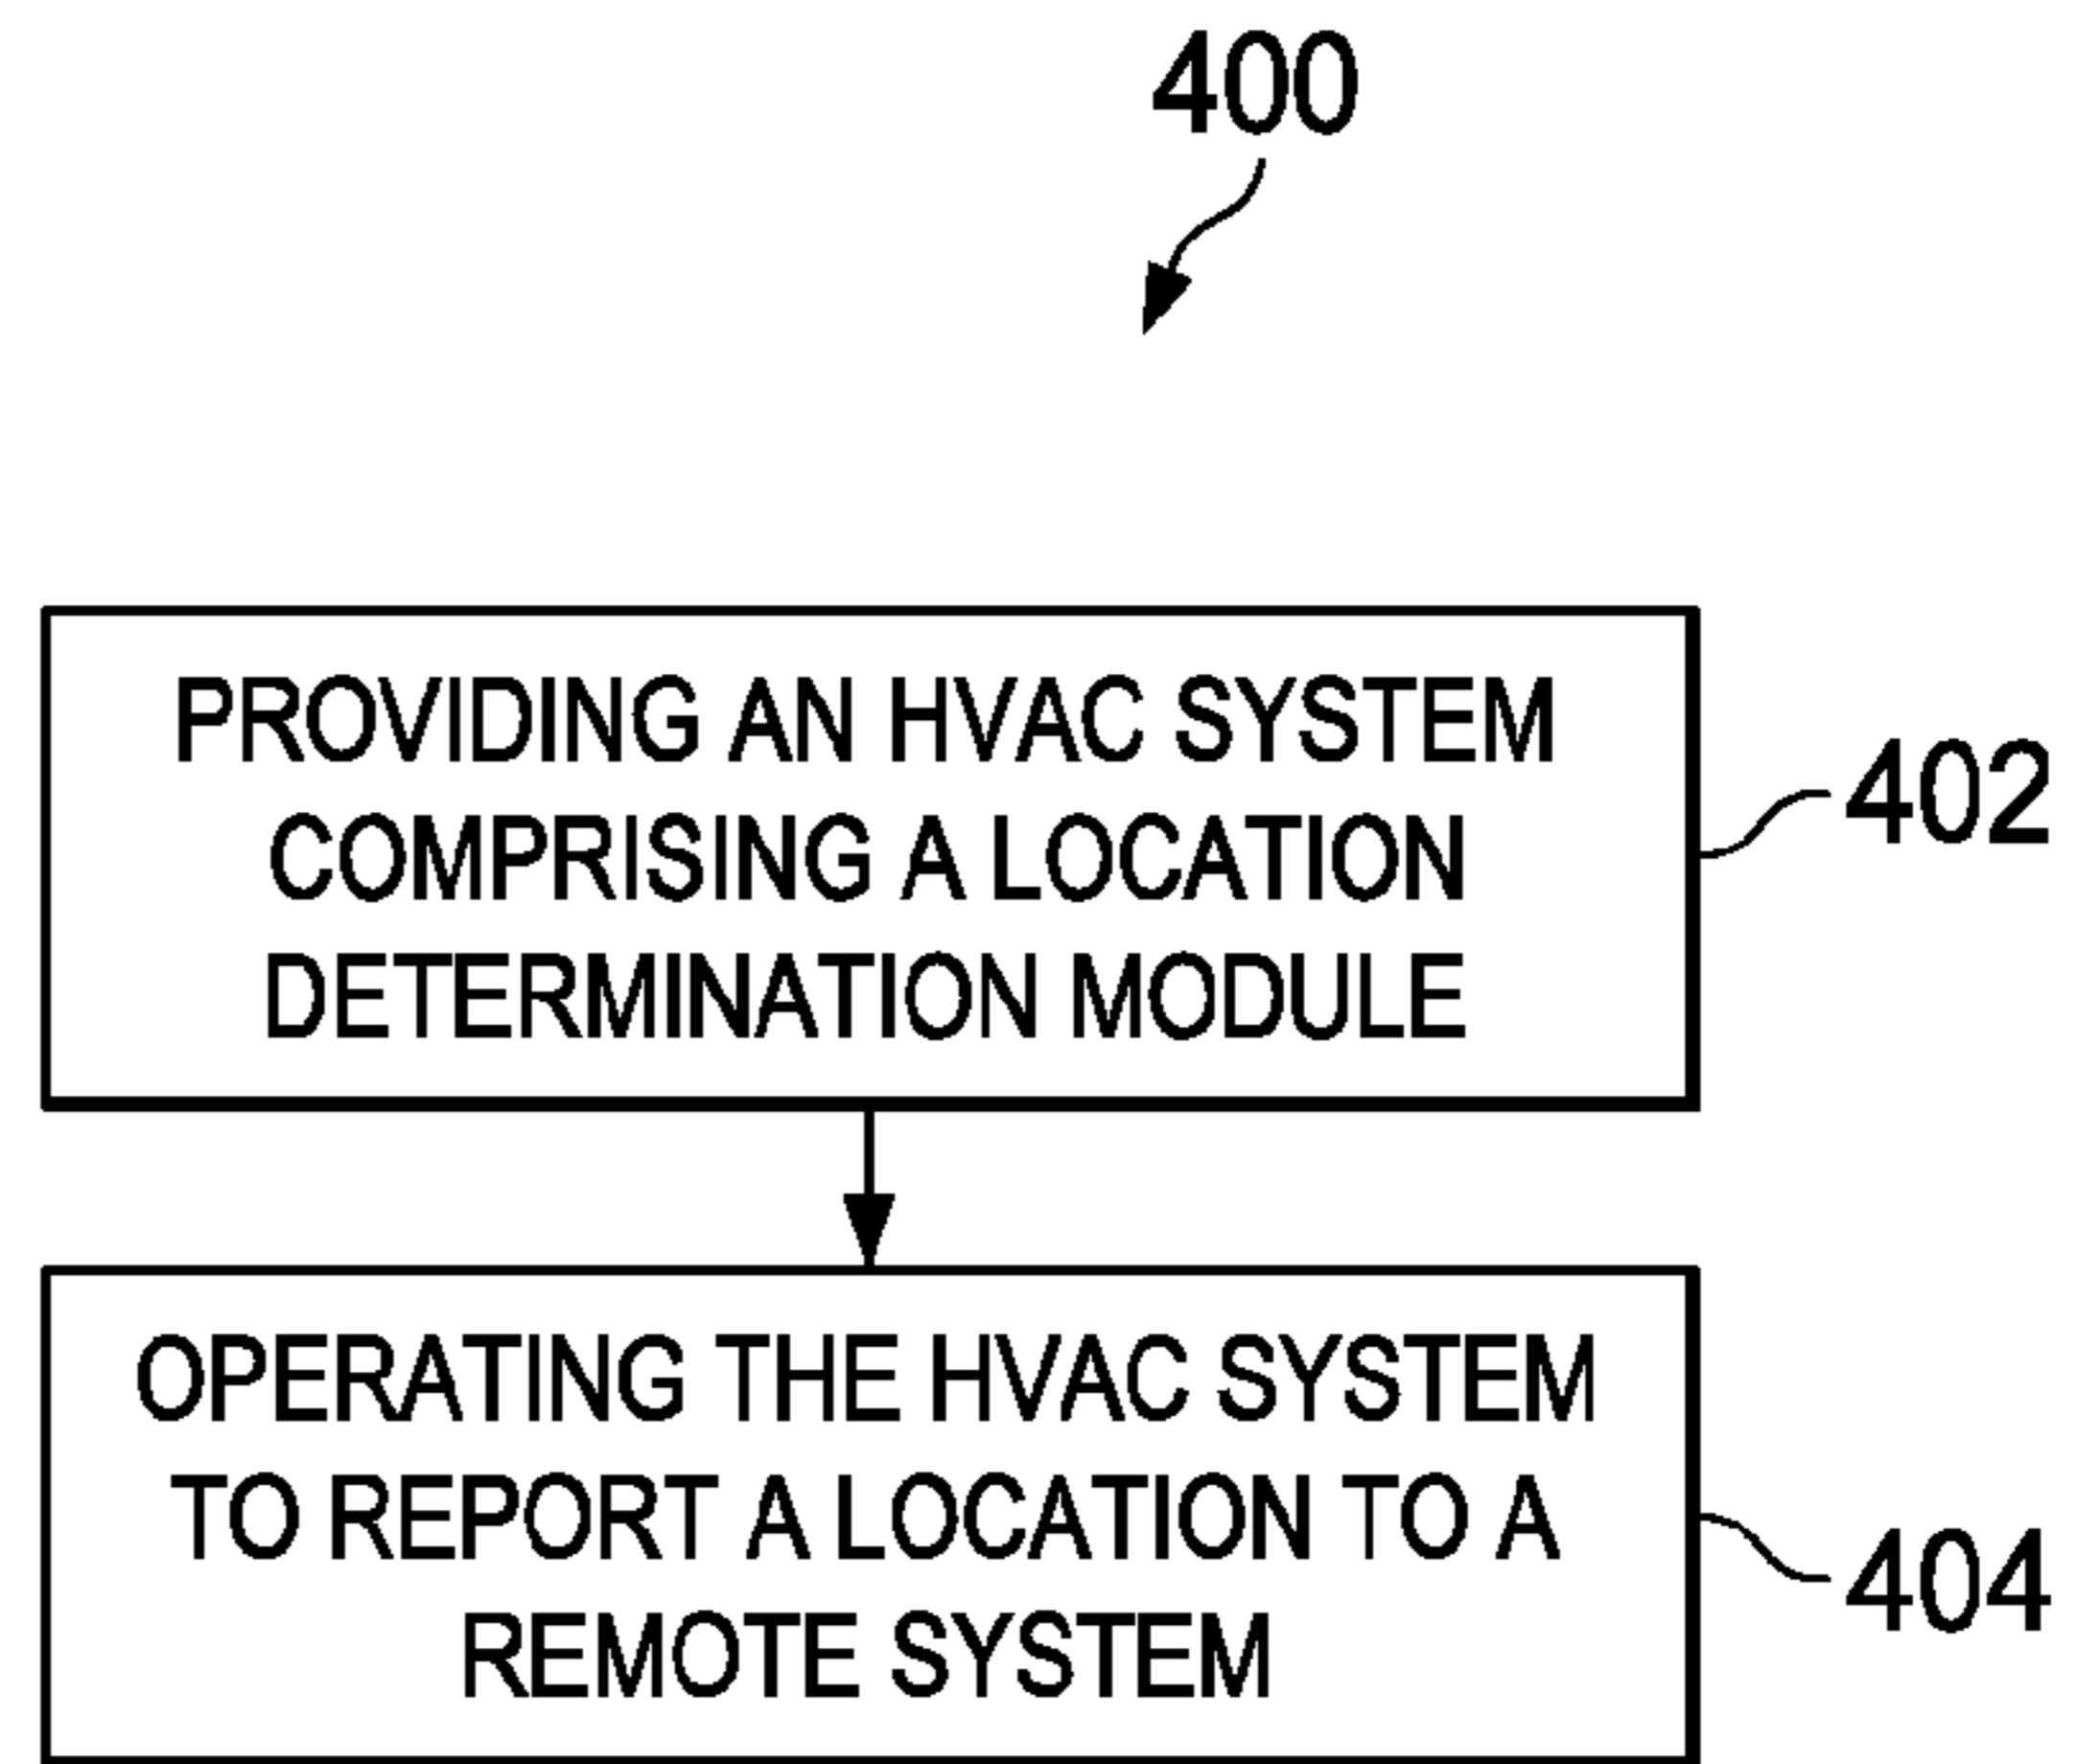 400
PROVIDING AN HVAC SYSTEM
COMPRISING A LOCATION
DETERMINATION MODULE
402
OPERATING THE HVAC SYSTEM
TO REPORT A LOCATION TO A
REMOTE SYSTEM
404